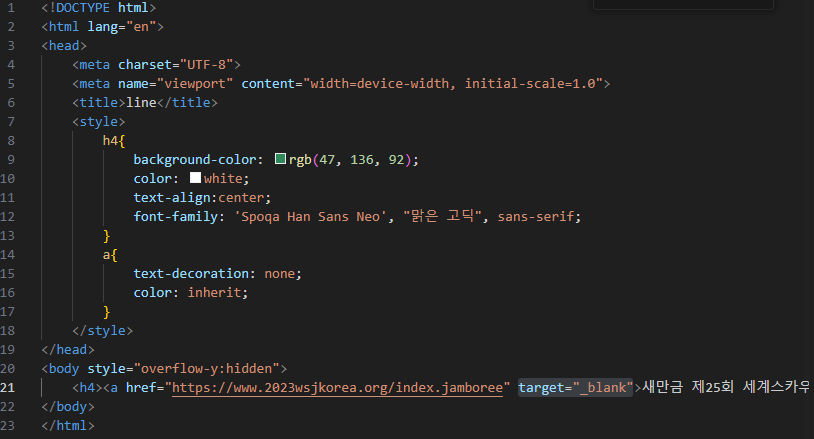 1 <!DOCTYPE html>
2 <html lang="en">
3 <head>
4 <meta charset="UTF-8">
5 <meta name="viewport" content="width=device-width, initial-scale=1.0">
6 <title>line</title>
7 <style>
8 h4{
9 background-color: rgb(47, 136, 92);
10 color: white;
11 text-align:center;
12 font-family: 'Spoqa Han Sans Neo', "맑은 고딕", sans-serif;
13 }
14 a{
15 text-decoration: none;
16 color: inherit;
17 }
18 </style>
19 </head>
20 <body style="overflow-y:hidden">
21 <h4><a href="https://www.2023wsjkorea.org/index.jamboree" target="_blank">새만금 제25회 세계스카우
22 </body>
23 </html>